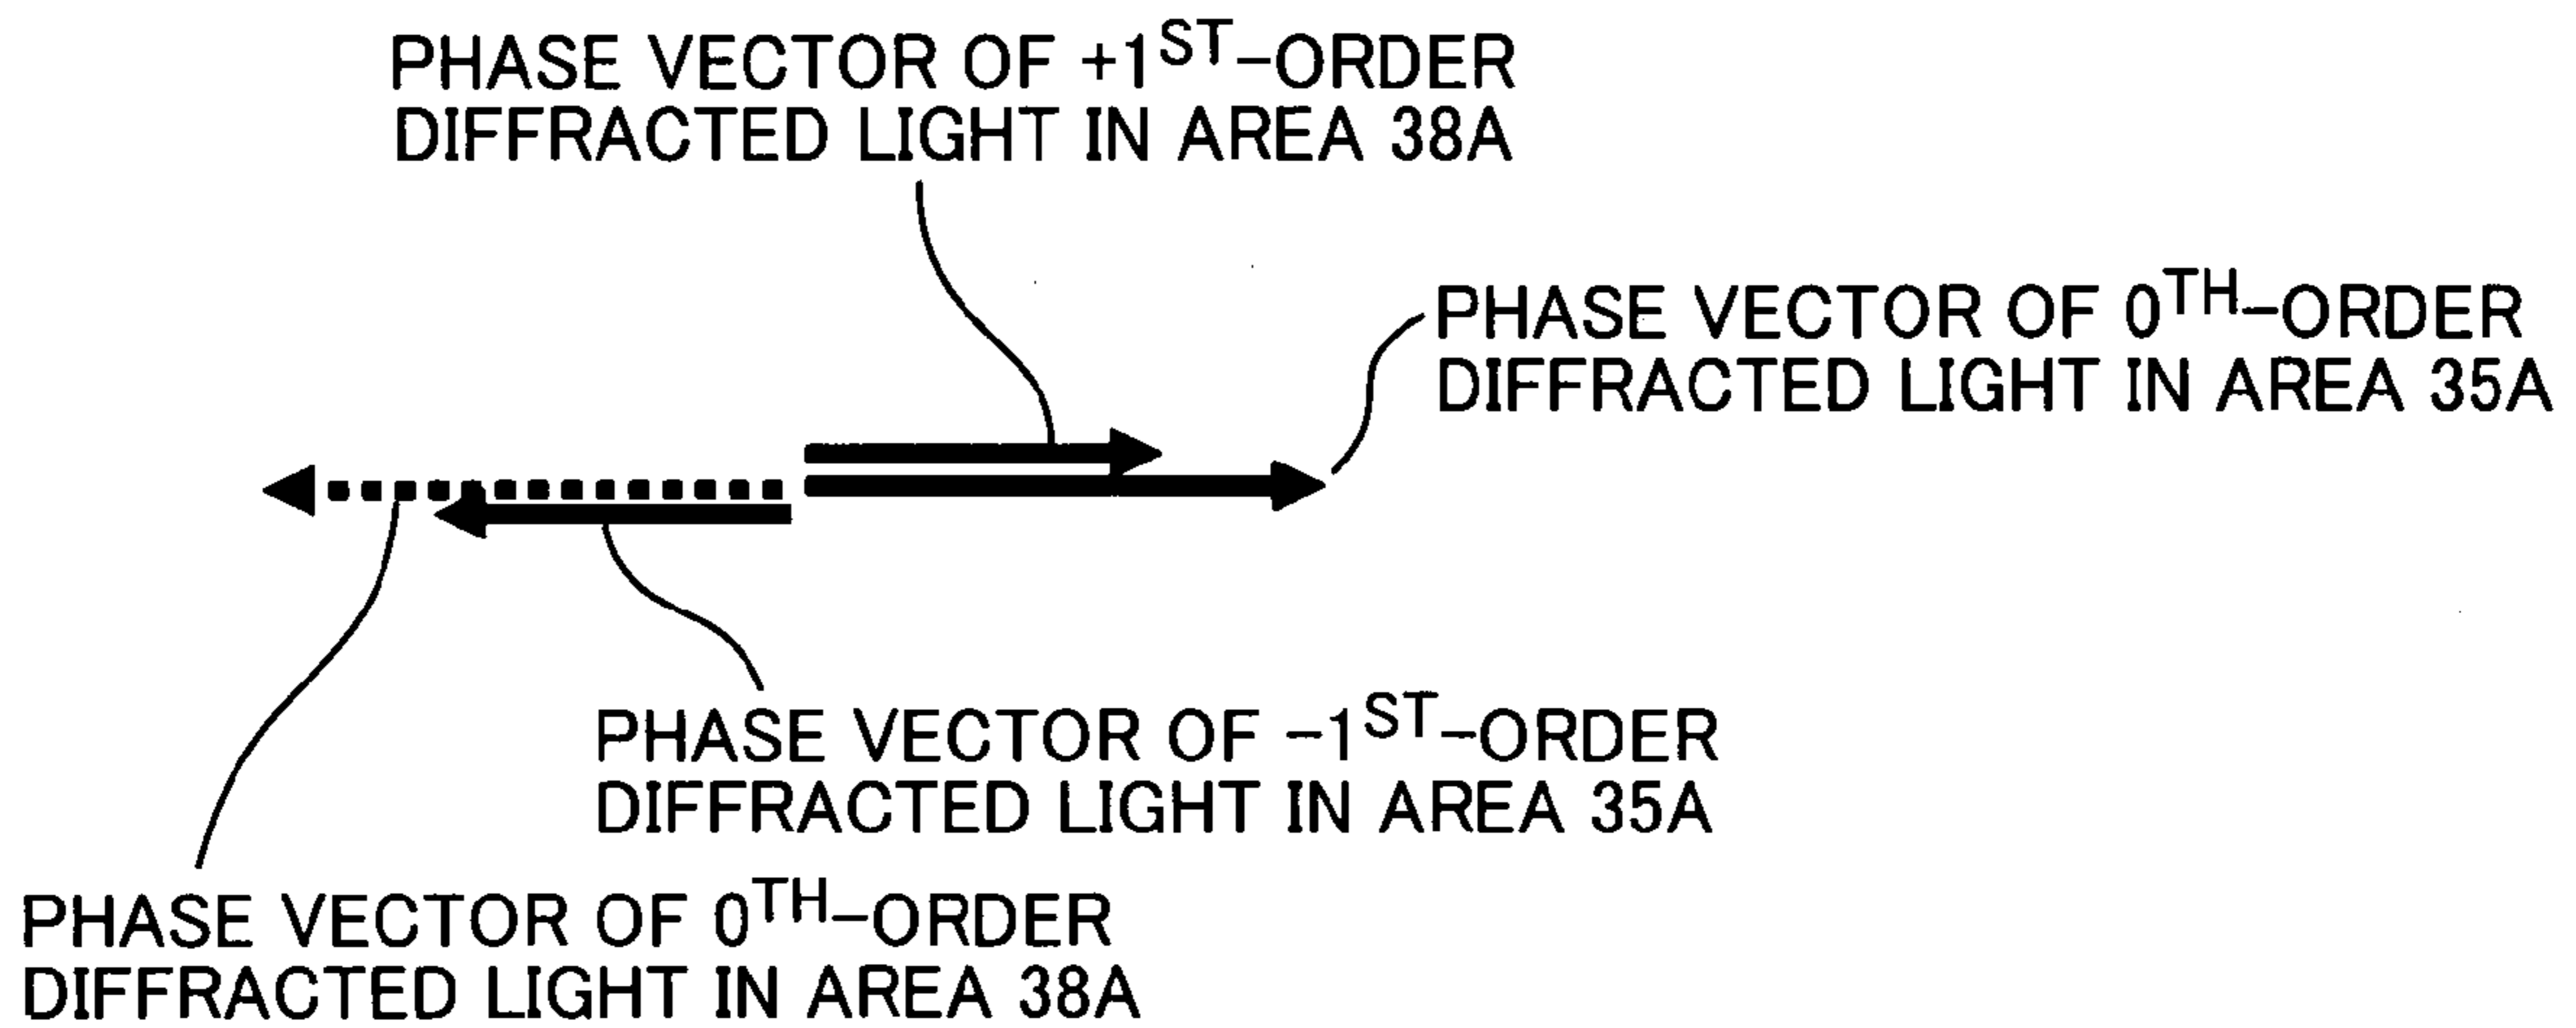 PHASE VECTOR OF +1ST-ORDER
DIFFRACTED LIGHT IN AREA 38A
PHASE VECTOR OF 0TH-ORDER
DIFFRACTED LIGHT IN AREA 35A
PHASE VECTOR OF -1ST-ORDER
DIFFRACTED LIGHT IN AREA 35A
PHASE VECTOR OF 0TH-ORDER
DIFFRACTED LIGHT IN AREA 38A